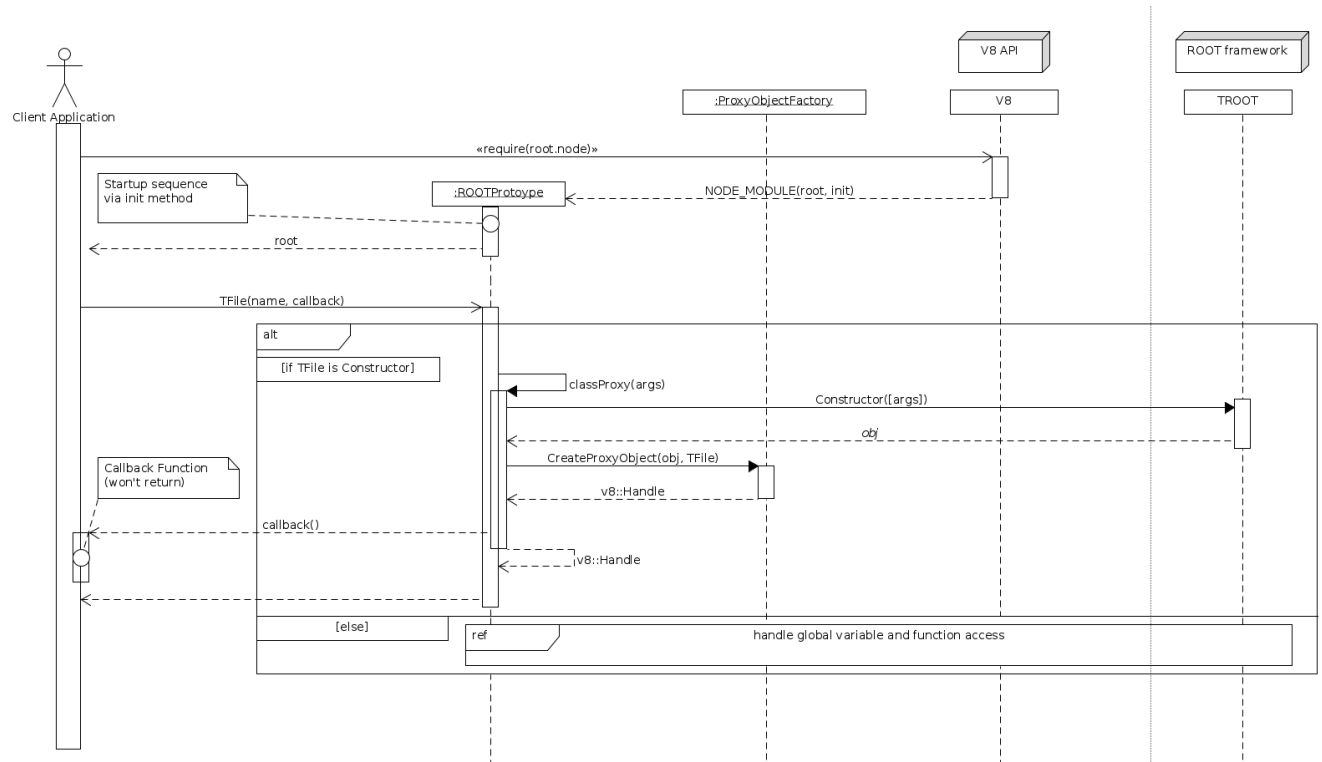 V8 API
ROOT framework
Client Application
:ProxyObjectFactory
V8
TROOT
«require(root.node)»
Startup sequence
via init method
:ROOTProtoype
NODE_MODULE(root, init)
root
TFile(name, callback)
alt
[if TFile is Constructor]
classProxy(args)
Constructor([args])
obj
Callback Function
(won't return)
CreateProxyObject(obj, TFile)
v8::Handle
callback()
v8::Handle
[else]
ref
handle global variable and function access